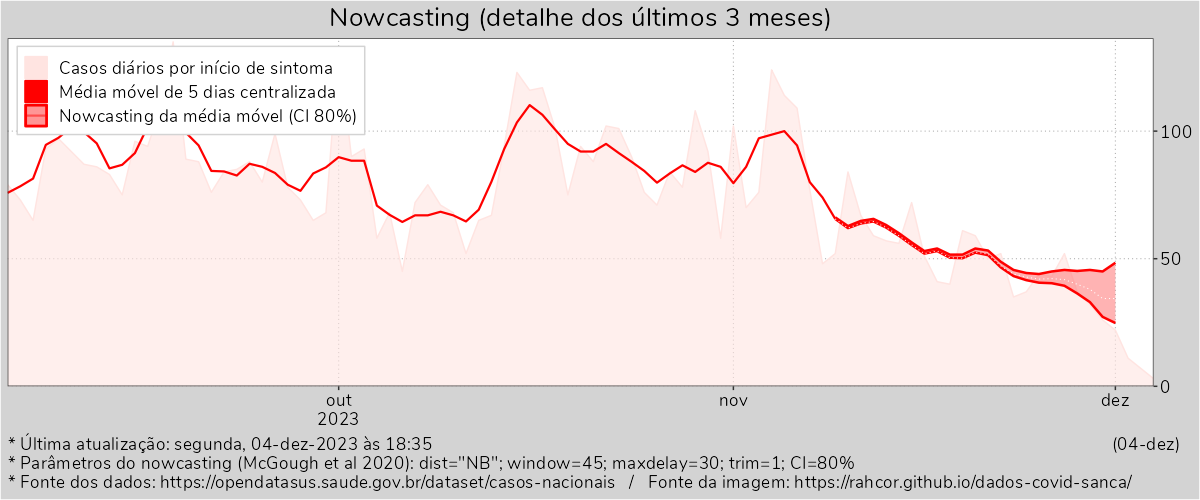 Nowcasting (detalhe dos últimos 3 meses)
Casos diários por início de sintoma
Média móvel de 5 dias centralizada
Nowcasting da média móvel (CI 80%)
100
50
0
out
2023
nov
dez
* Última atualização: segunda, 04-dez-2023 às 18:35
(04-dez)
* Parâmetros do nowcasting (McGough et al 2020): dist="NB"; window=45; maxdelay=30; trim=1; CI=80%
* Fonte dos dados: https://opendatasus.saude.gov.br/dataset/casos-nacionais / Fonte da imagem: https://rahcor.github.io/dados-covid-sanca/